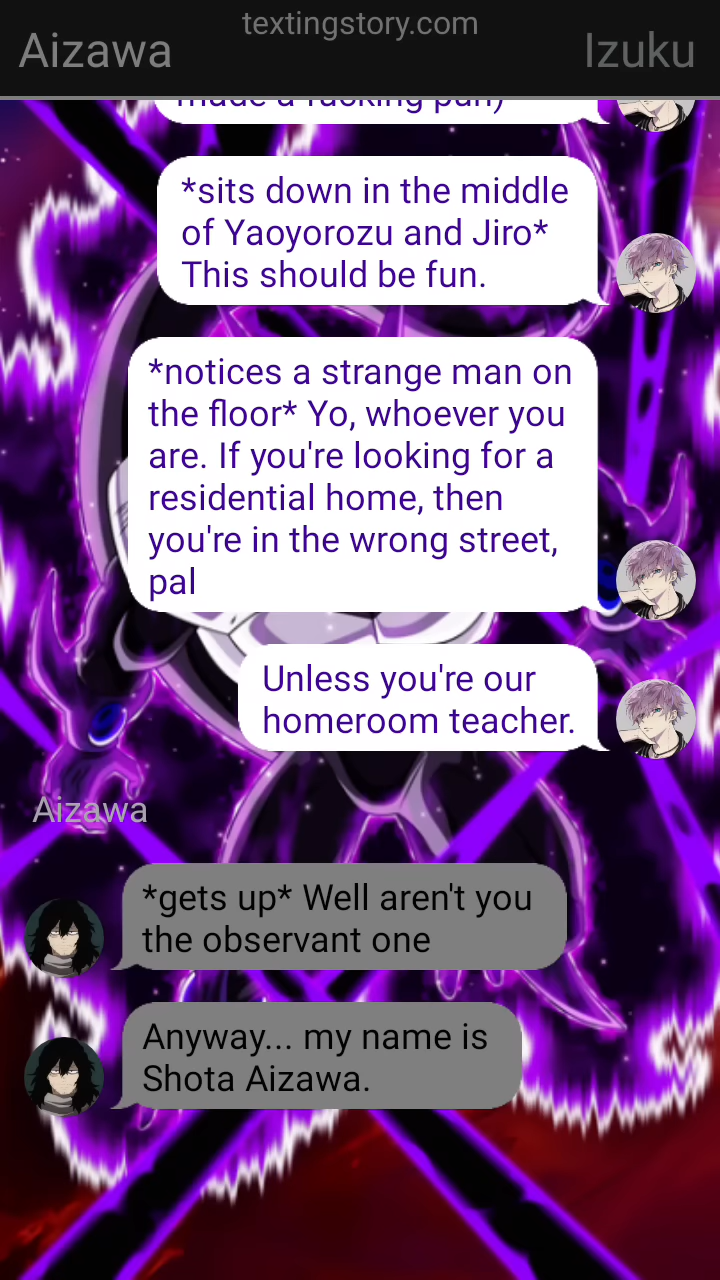 textingstory.com
Aizawa
Izuku
made a fucking pun)
*sits down in the middle
of Yaoyorozu and Jiro*
This should be fun.
*notices a strange man on
the floor* Yo, whoever you
are. If you're looking for a
residential home, then
you're in the wrong street,
pal
Unless you're our
homeroom teacher.
Aizawa
*gets up* Well aren't you
the observant one
Anyway... my name is
Shota Aizawa.